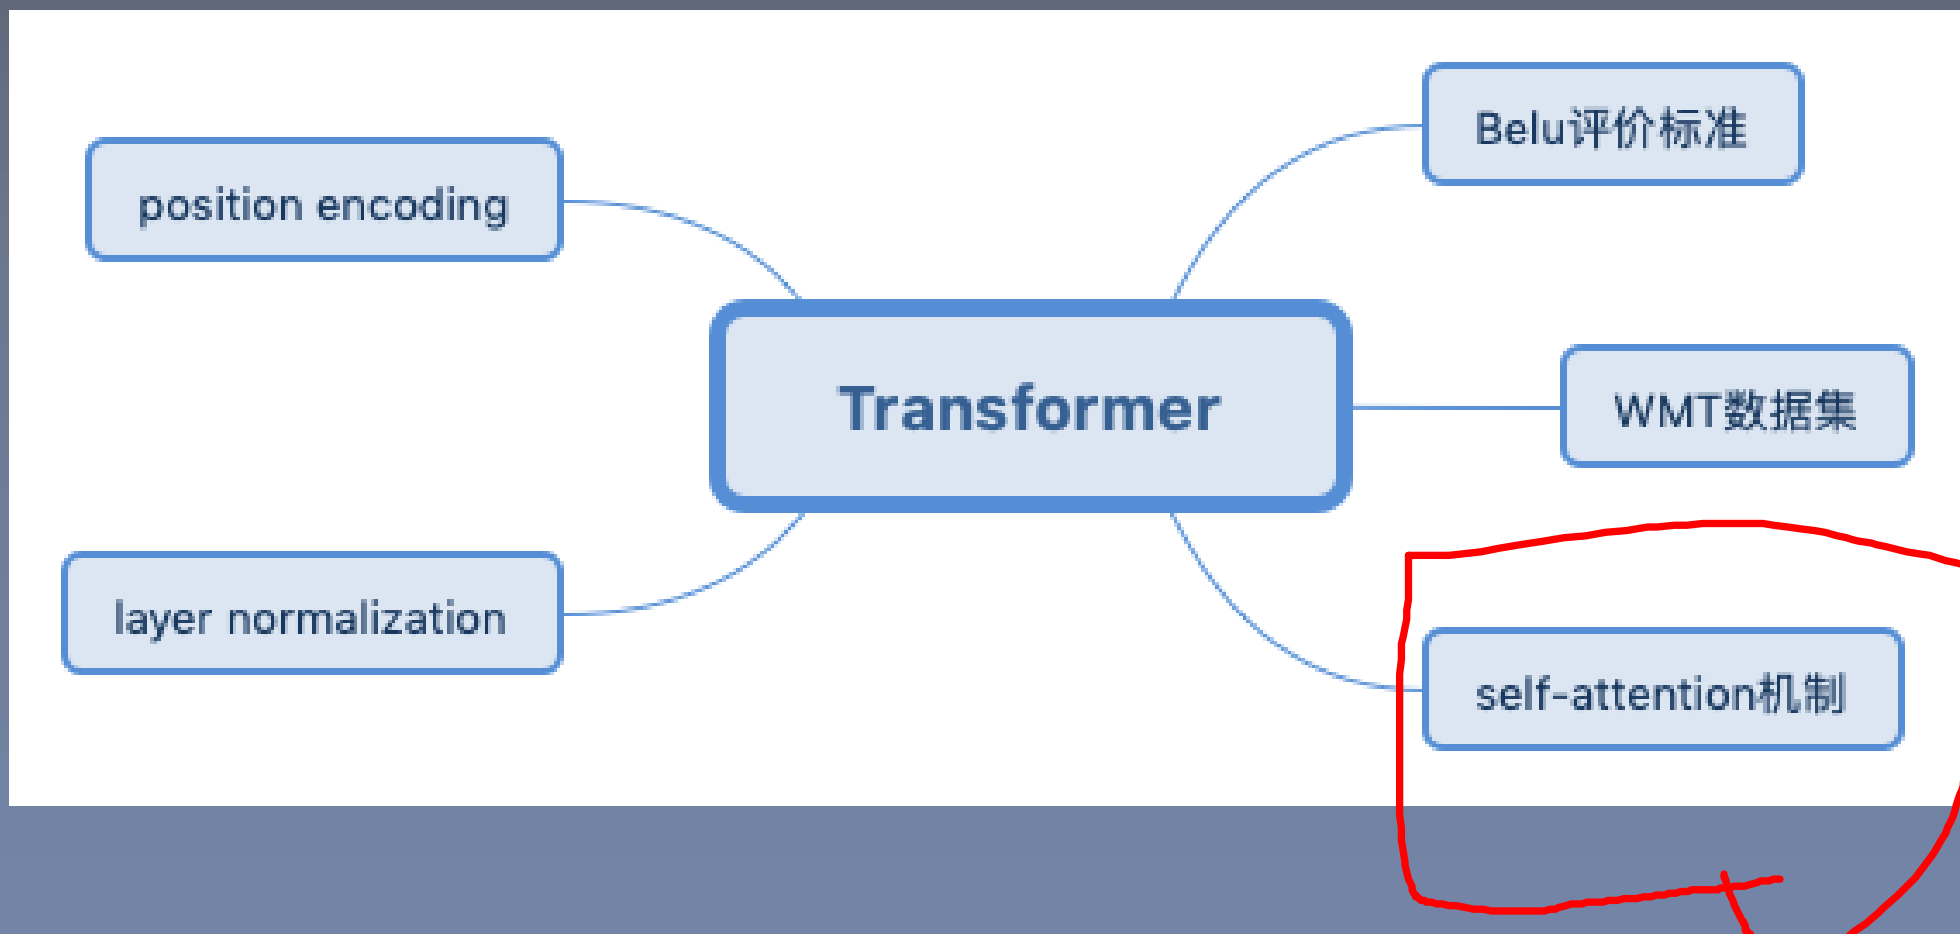 Belu评价标准
position encoding
Transformer
WMT数据集
layer normalization
self-attention机制